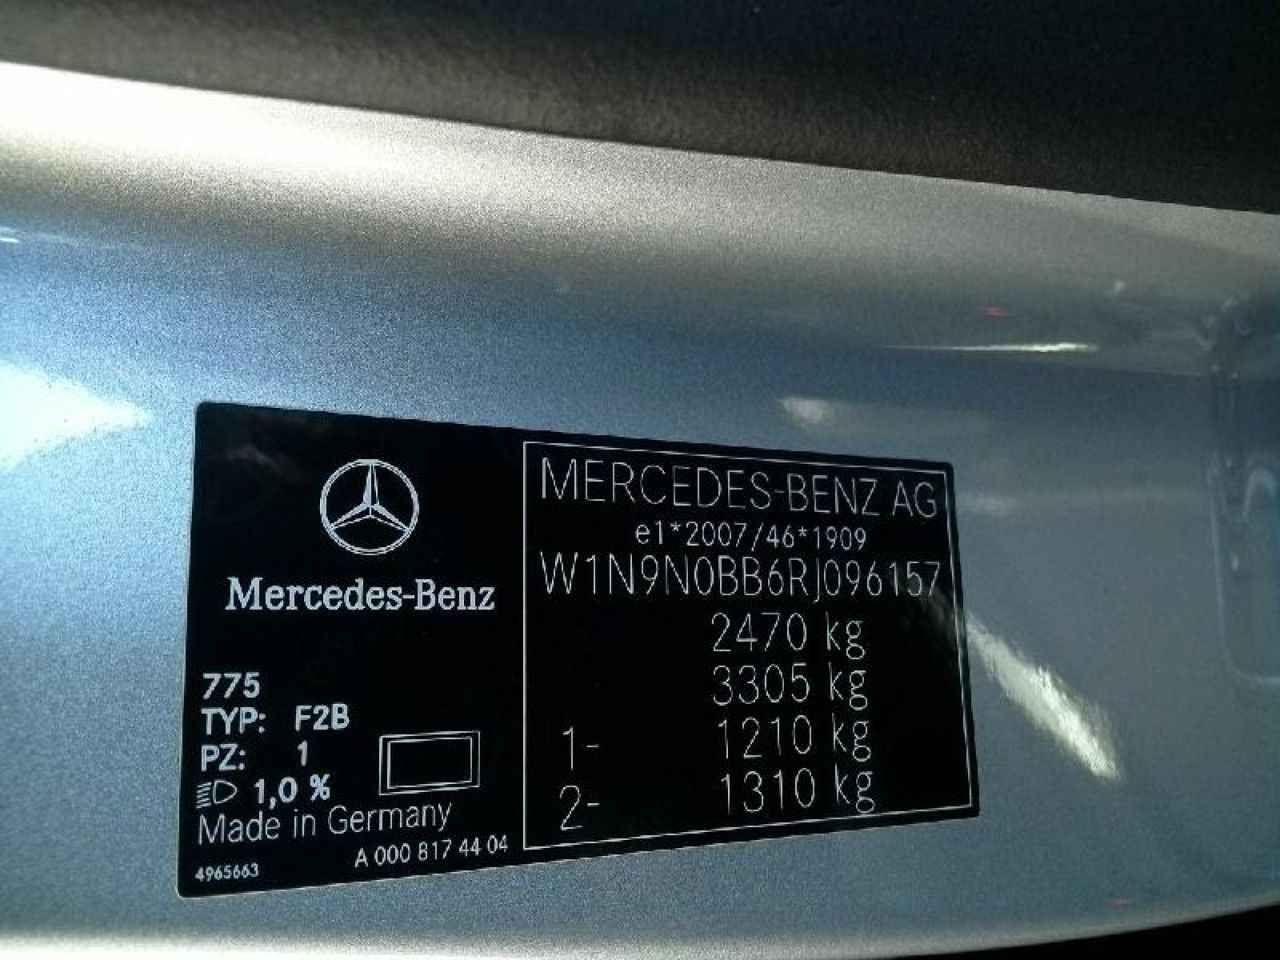 Mercedes-Benz
775
TYP: F2B
PZ: 1
1,0 %
Made in Germany
4965663
A 000 817 44 04
MERCEDES-BENZ AG
e1*2007/46*1909
W1N9N0BB6RJ096157
2470 kg
3305 kg
1- 1210 kg
2- 1310 kg